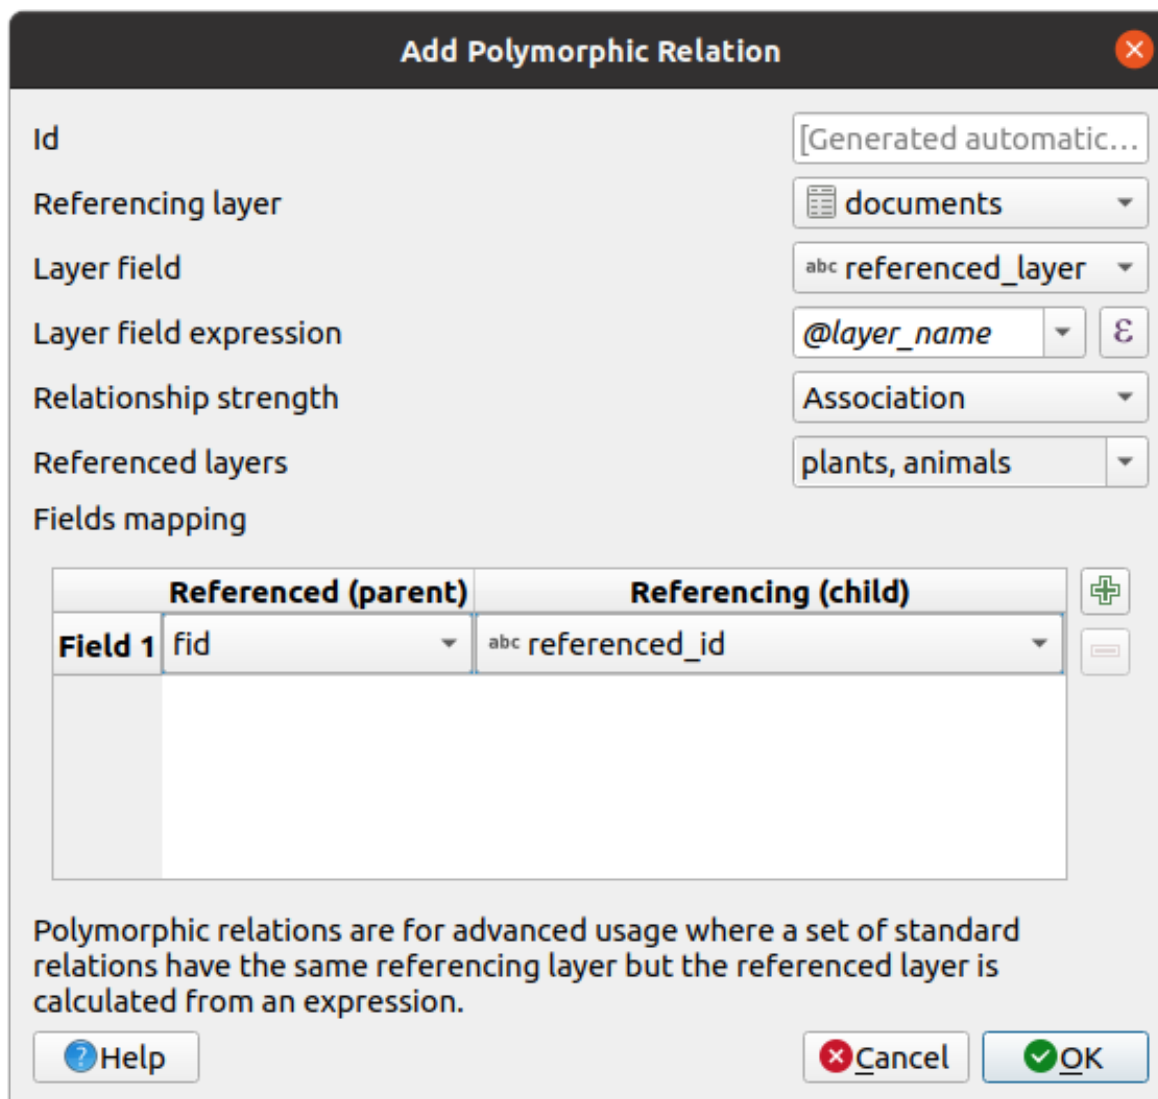 Add Polymorphic Relation
Id [Generated automatic...
Referencing layer documents
Layer field abc referenced_layer
Layer field expression @layer_name ε
Relationship strength Association
Referenced layers plants, animals
Fields mapping
Referenced (parent) Referencing (child)
Field 1 fid abc referenced_id
Polymorphic relations are for advanced usage where a set of standard
relations have the same referencing layer but the referenced layer is
calculated from an expression.
Help Cancel OK